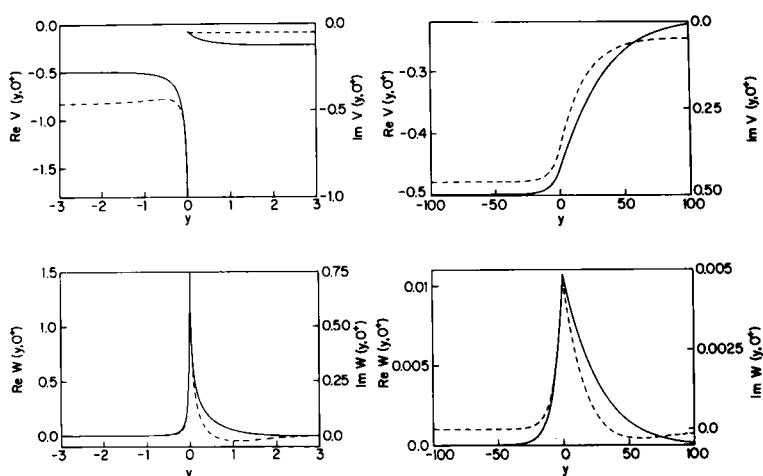 0.0
-0.5
-1.0
-1.5
Re V (y,0⁺)
-3 -2 -1 0 1 2 3
y
-0.0
-0.5
-1.0
Im V (y,0⁺)
-0.3
-0.4
-0.5
Re V (y,0⁺)
-100 -50 0 50 100
y
0.0
0.25
0.50
Im V (y,0⁺)
1.5
1.0
0.5
0.0
Re W (y,0⁺)
-3 -2 -1 0 1 2 3
y
0.75
0.50
0.25
0.0
Im W (y,0⁺)
0.01
0.005
0.0
Re W (y,0⁺)
-100 -50 0 50 100
y
0.005
0.0025
0.0
Im W (y,0⁺)